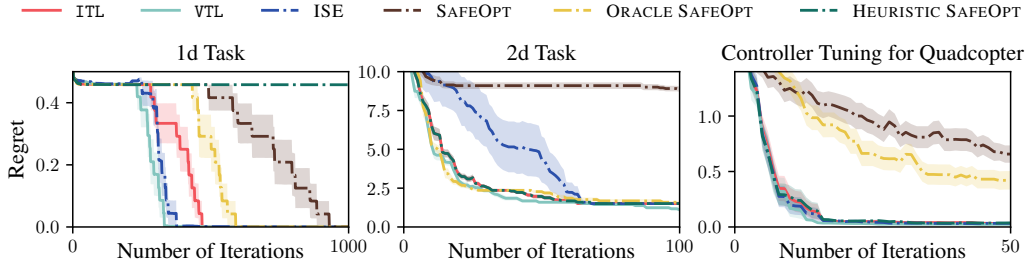 ITL VTL ISE SAFEOPT ORACLE SAFEOPT HEURISTIC SAFEOPT
1d Task 2d Task Controller Tuning for Quadcopter
Regret
0.4
0.2
0.0
0 1000
Number of Iterations
10.0
7.5
5.0
2.5
0.0
0 100
Number of Iterations
1.0
0.5
0.0
0 50
Number of Iterations